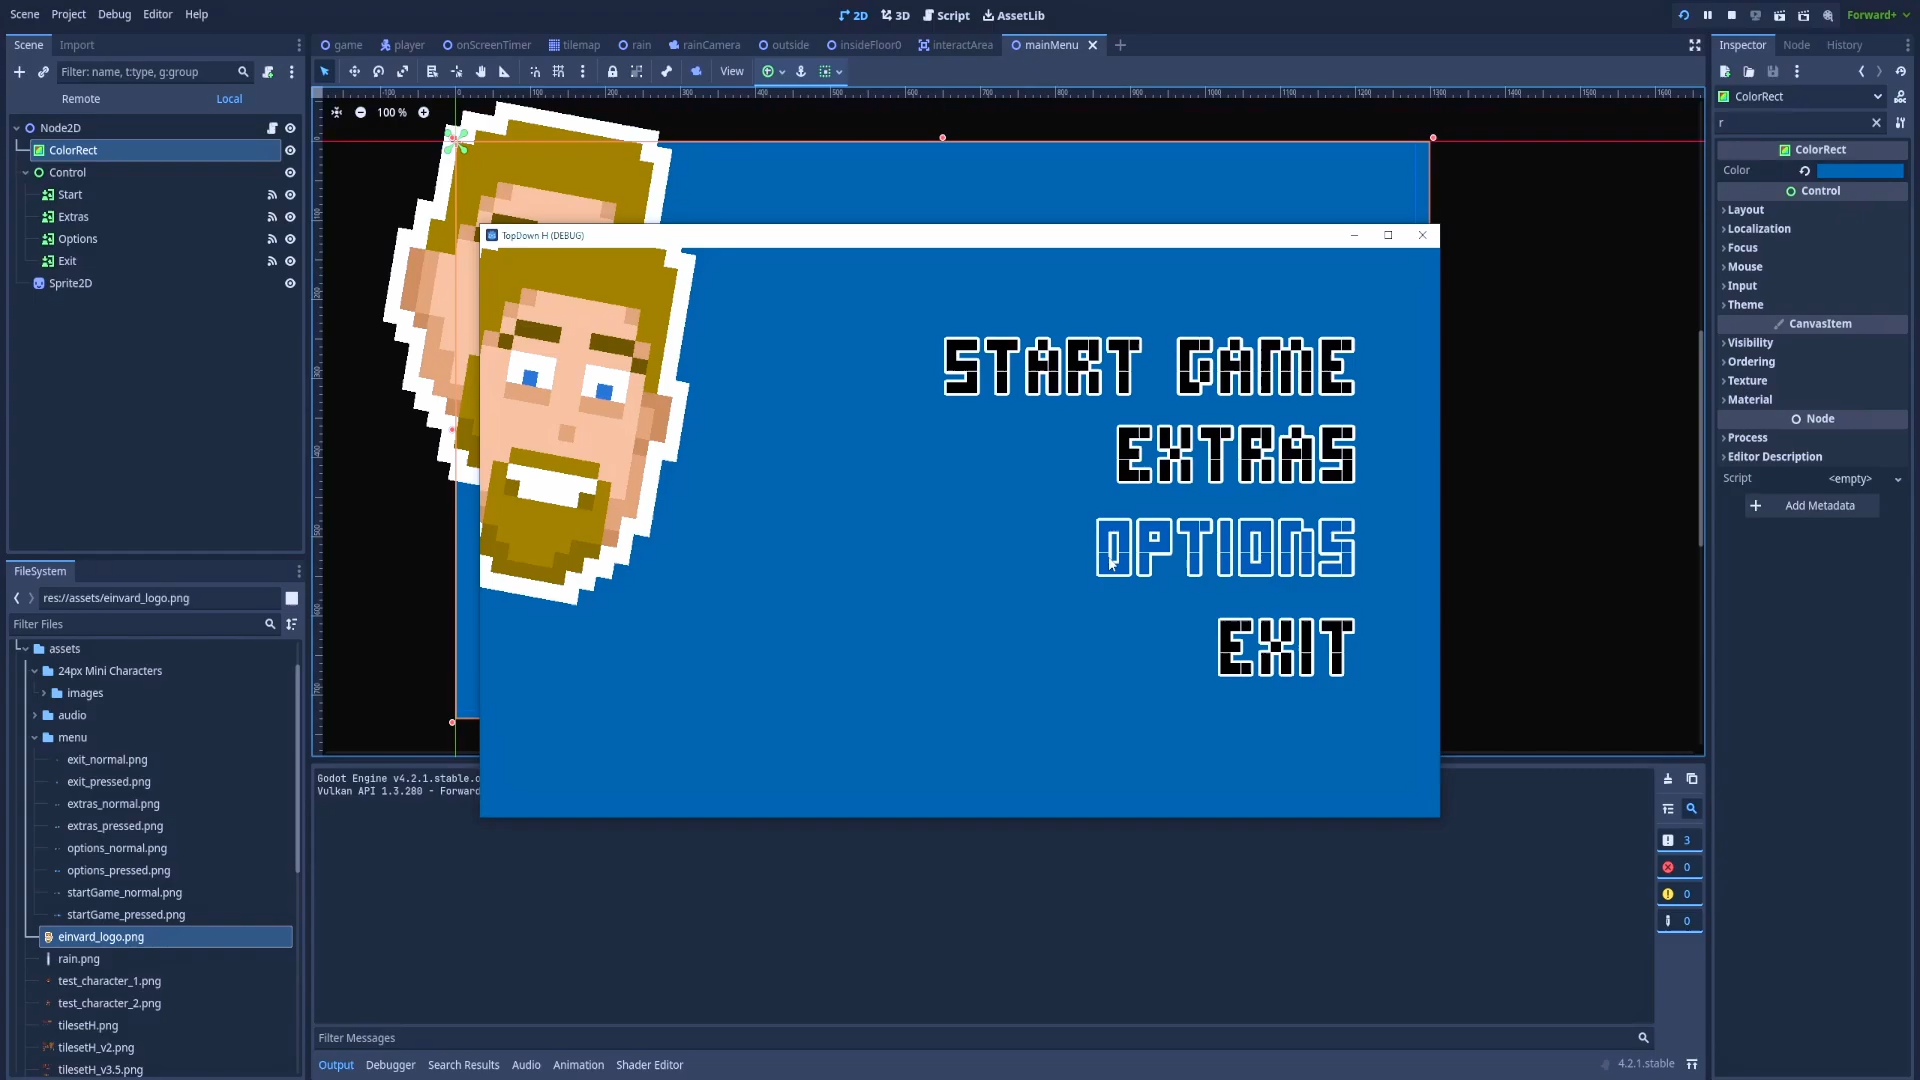 Scene Project Debug Editor Help
2D 3D Script AssetLib
Forward+
Scene Import
game player onScreenTimer tilemap rain rainCamera outside insideFloor0 interactArea mainMenu
Inspector Node History
Filter: name, t:type, g:group
View
Remote Local
100 %
Node2D
ColorRect
Control
Start
Extras
Options
Exit
Sprite2D
TopDown H (DEBUG)
START GAME
EXTRAS
OPTIONS
EXIT
ColorRect
r
ColorRect
Color
Control
Layout
Localization
Focus
Mouse
Input
Theme
CanvasItem
Visibility
Ordering
Texture
Material
Node
Process
Editor Description
Script <empty>
Add Metadata
FileSystem
res://assets/einvard_logo.png
Filter Files
assets
24px Mini Characters
images
audio
menu
exit_normal.png
exit_pressed.png
extras_normal.png
extras_pressed.png
options_normal.png
options_pressed.png
startGame_normal.png
startGame_pressed.png
einvard_logo.png
rain.png
test_character_1.png
test_character_2.png
tilesetH.png
tilesetH_v2.png
tilesetH_v3.5.png
Godot Engine v4.2.1.stable.
Vulkan API 1.3.280 - Forward
3
0
0
0
Filter Messages
Output Debugger Search Results Audio Animation Shader Editor
4.2.1.stable